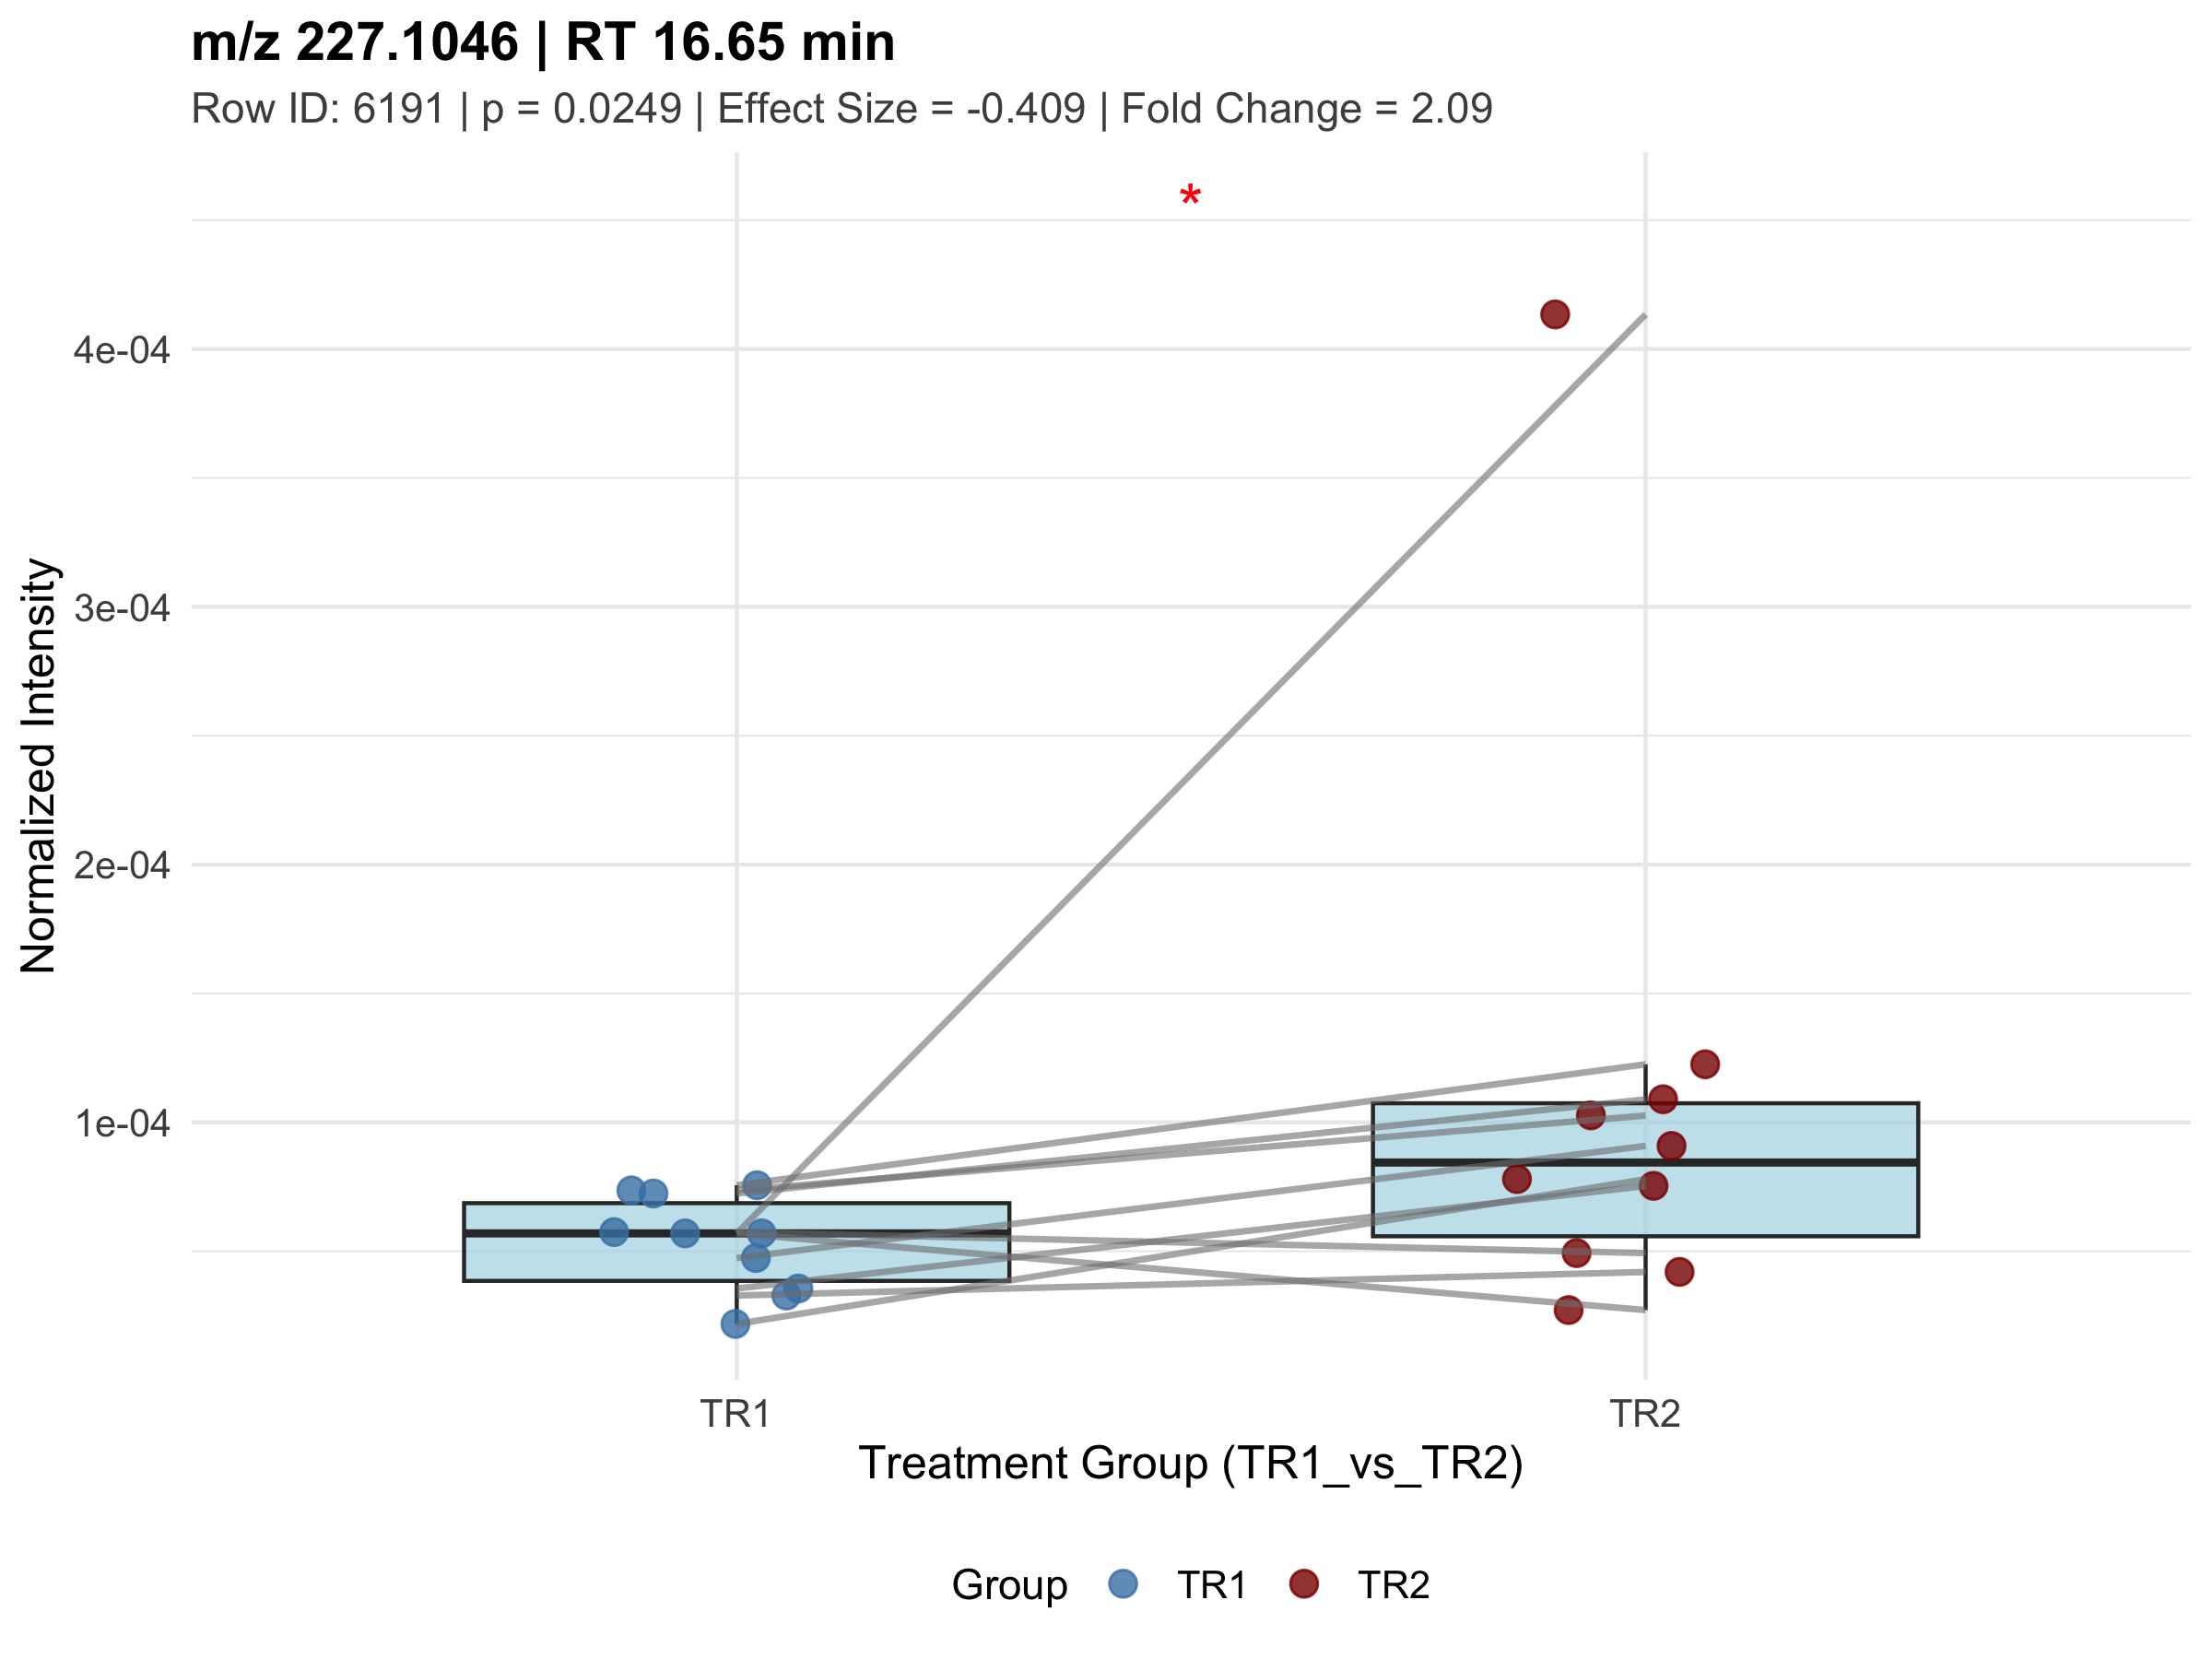 m/z 227.1046 | RT 16.65 min
Row ID: 6191 | p = 0.0249 | Effect Size = -0.409 | Fold Change = 2.09
*
Normalized Intensity
4e-04
3e-04
2e-04
1e-04
TR1 TR2
Treatment Group (TR1_vs_TR2)
Group TR1 TR2